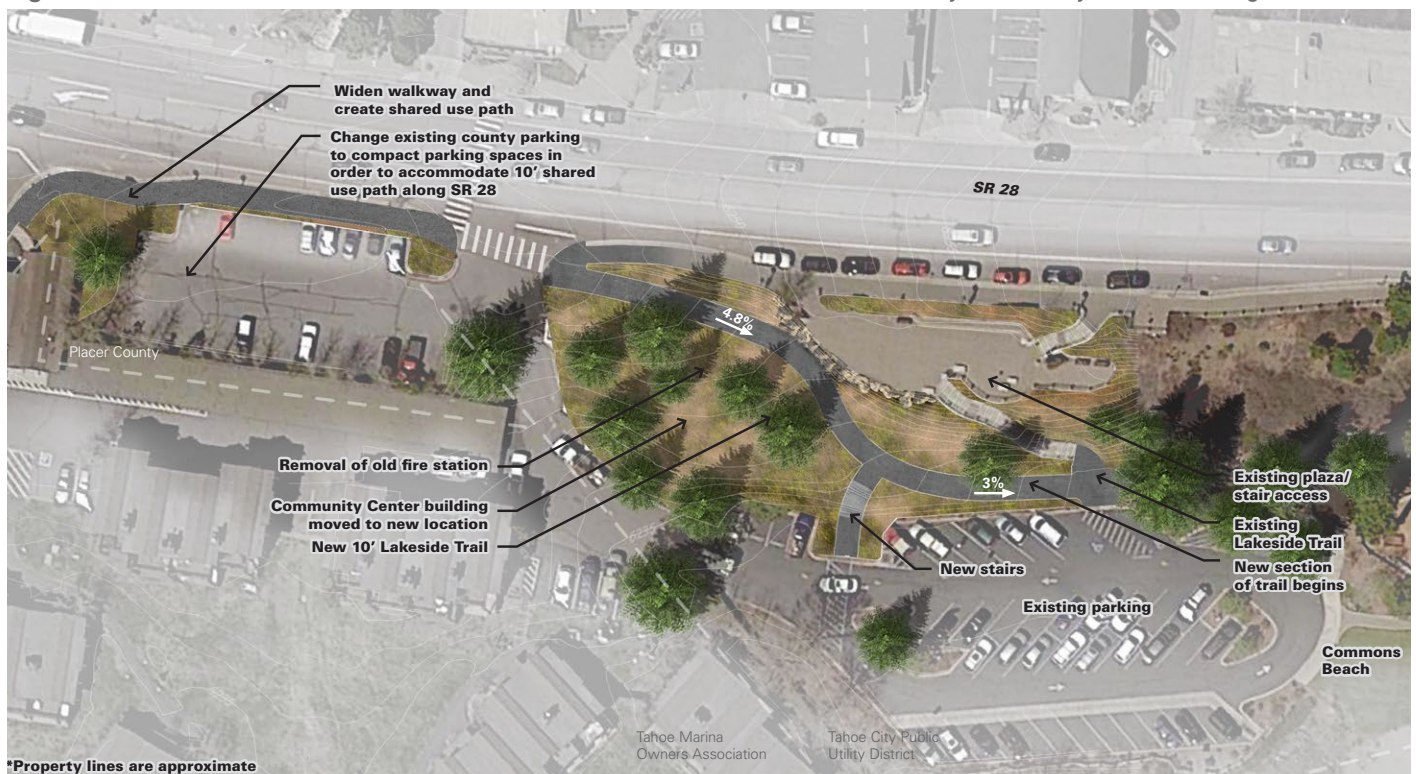 Widen walkway and
create shared use path
Change existing county parking
to compact parking spaces in
order to accommodate 10' shared
use path along SR 28
SR 28
4.8%
Placer County
Removal of old fire station
Community Center building
moved to new location
New 10' Lakeside Trail
3%
New stairs
Existing plaza/
stair access
Existing
Lakeside Trail
New section
of trail begins
Existing parking
Commons
Beach
Tahoe Marina
Owners Association
Tahoe City Public
Utility District
*Property lines are approximate